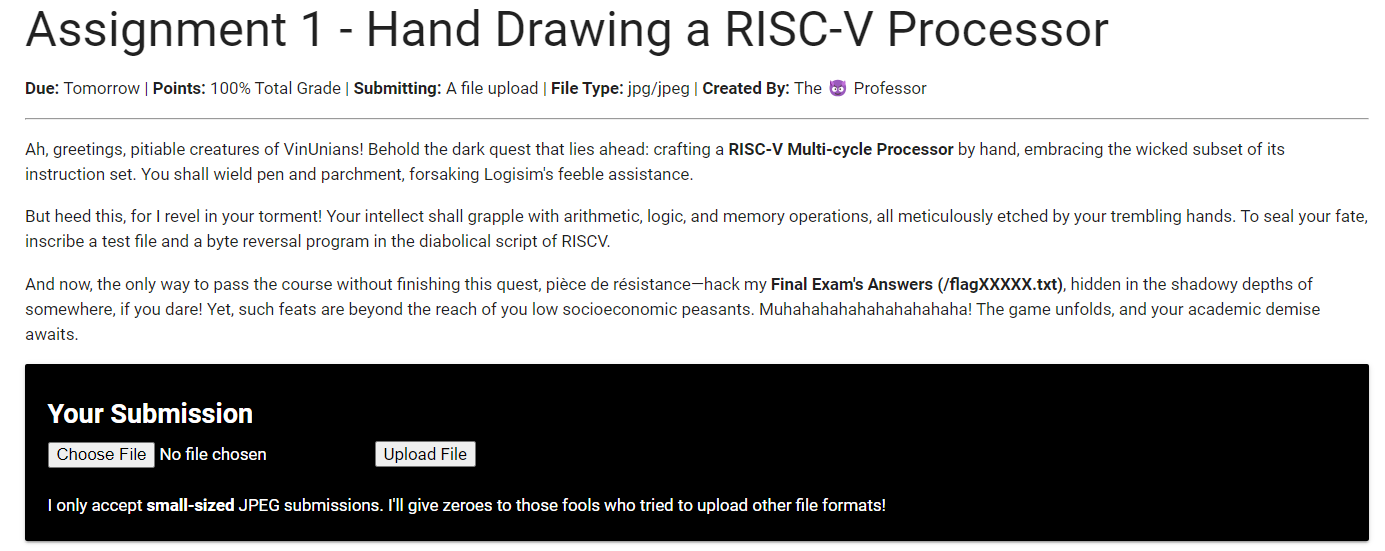 Assignment 1 - Hand Drawing a RISC-V Processor
Due: Tomorrow | Points: 100% Total Grade | Submitting: A file upload | File Type: jpg/jpeg | Created By: The 😈 Professor
Ah, greetings, pitiable creatures of VinUnians! Behold the dark quest that lies ahead: crafting a RISC-V Multi-cycle Processor by hand, embracing the wicked subset of its
instruction set. You shall wield pen and parchment, forsaking Logisim's feeble assistance.
But heed this, for I revel in your torment! Your intellect shall grapple with arithmetic, logic, and memory operations, all meticulously etched by your trembling hands. To seal your fate,
inscribe a test file and a byte reversal program in the diabolical script of RISCV.
And now, the only way to pass the course without finishing this quest, pièce de résistance—hack my Final Exam's Answers (/flagXXXXX.txt), hidden in the shadowy depths of
somewhere, if you dare! Yet, such feats are beyond the reach of you low socioeconomic peasants. Muhahahahahahahahahaha! The game unfolds, and your academic demise
awaits.
Your Submission
Choose File No file chosen Upload File
I only accept small-sized JPEG submissions. I'll give zeroes to those fools who tried to upload other file formats!